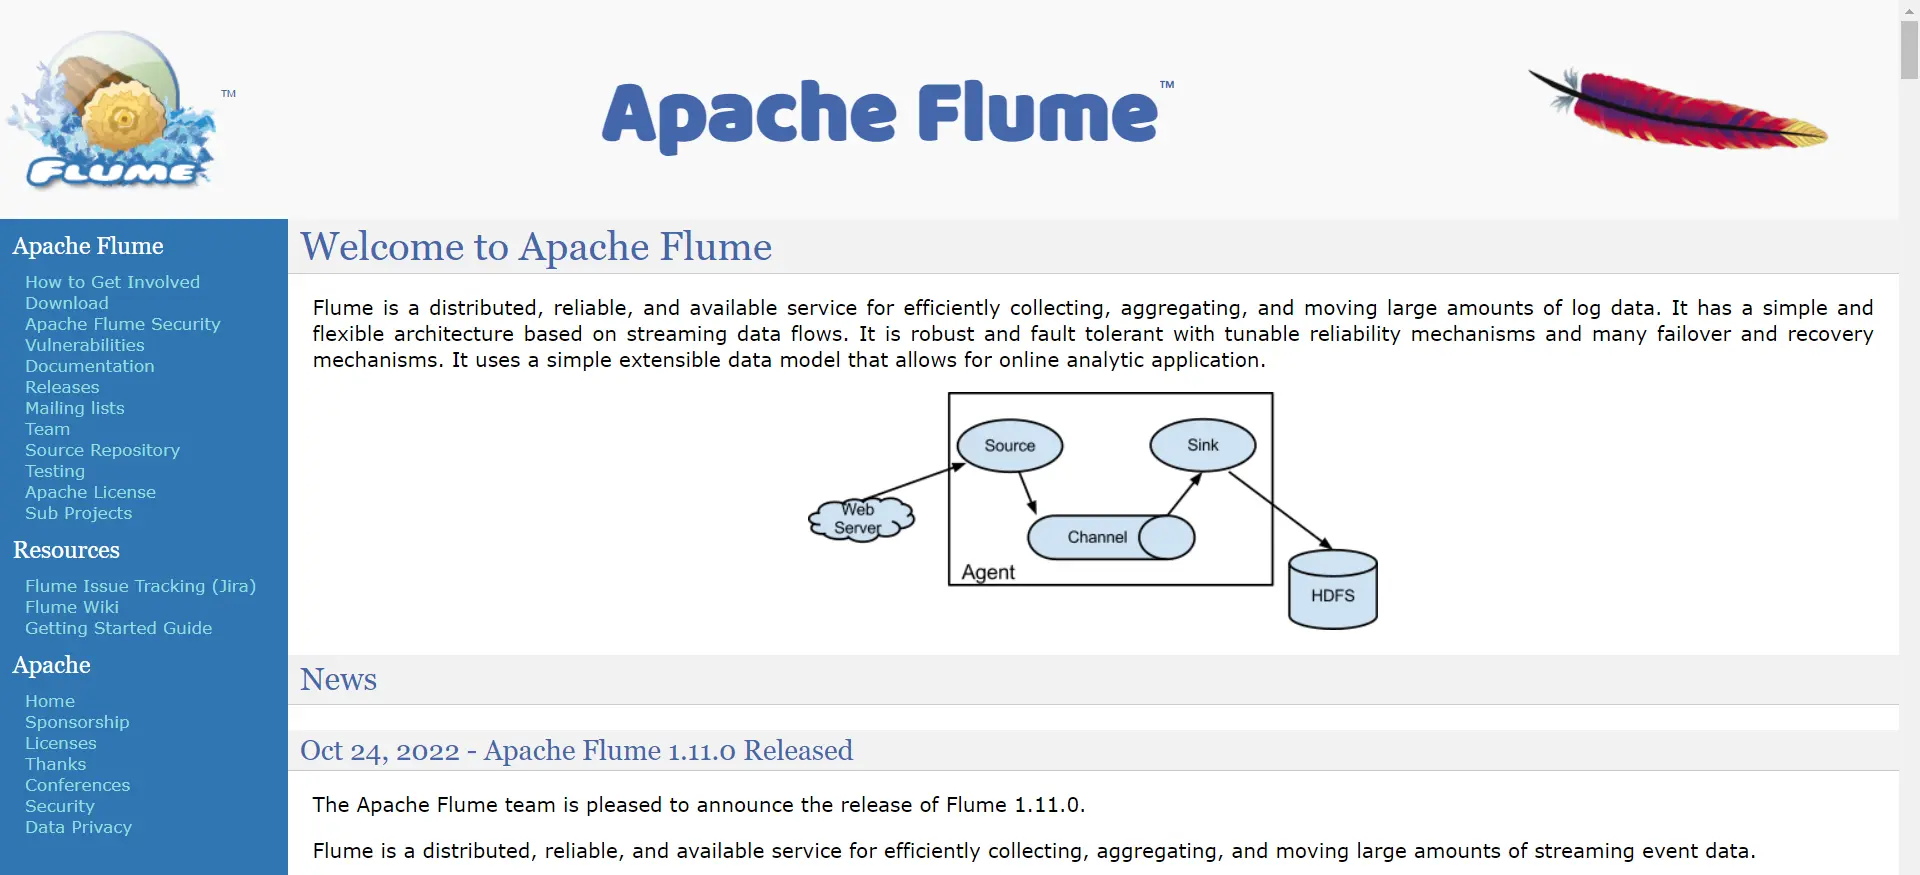 FLUME
TM
Apache Flume™
Apache Flume
How to Get Involved
Download
Apache Flume Security
Vulnerabilities
Documentation
Releases
Mailing lists
Team
Source Repository
Testing
Apache License
Sub Projects
Resources
Flume Issue Tracking (Jira)
Flume Wiki
Getting Started Guide
Apache
Home
Sponsorship
Licenses
Thanks
Conferences
Security
Data Privacy
Welcome to Apache Flume
Flume is a distributed, reliable, and available service for efficiently collecting, aggregating, and moving large amounts of log data. It has a simple and
flexible architecture based on streaming data flows. It is robust and fault tolerant with tunable reliability mechanisms and many failover and recovery
mechanisms. It uses a simple extensible data model that allows for online analytic application.
Source
Sink
Web
Server
Channel
Agent
HDFS
News
Oct 24, 2022 - Apache Flume 1.11.0 Released
The Apache Flume team is pleased to announce the release of Flume 1.11.0.
Flume is a distributed, reliable, and available service for efficiently collecting, aggregating, and moving large amounts of streaming event data.